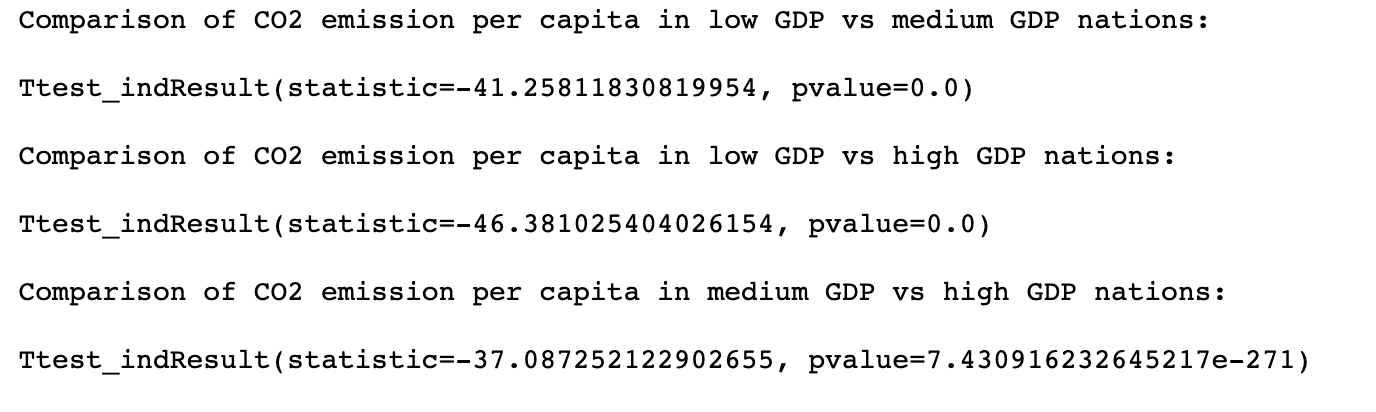 Comparison of CO2 emission per capita in low GDP vs medium GDP nations:
Ttest_indResult(statistic=-41.25811830819954, pvalue=0.0)
Comparison of CO2 emission per capita in low GDP vs high GDP nations:
Ttest_indResult(statistic=-46.381025404026154, pvalue=0.0)
Comparison of CO2 emission per capita in medium GDP vs high GDP nations:
Ttest_indResult(statistic=-37.087252122902655, pvalue=7.430916232645217e-271)